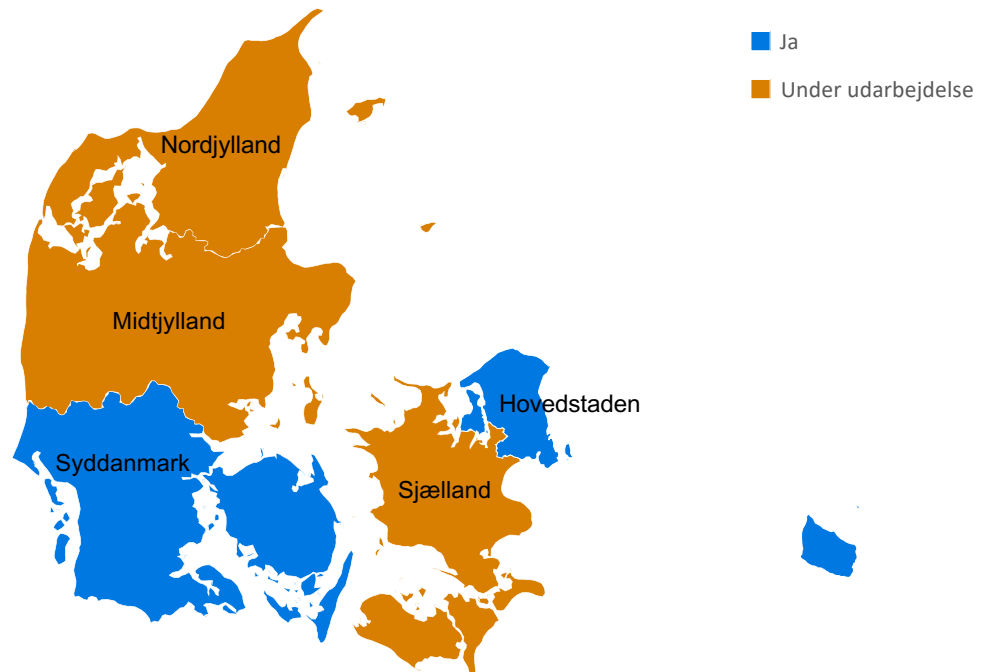 Ja
Under udarbejdelse
Nordjylland
Midtjylland
Hovedstaden
Syddanmark
Sjælland